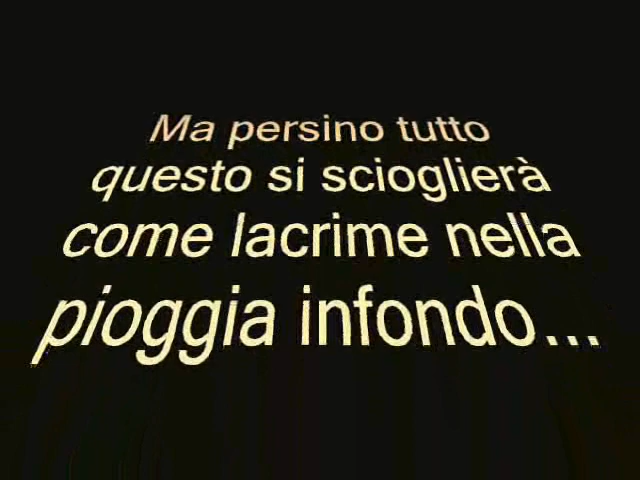 Ma persino tutto
questo si scioglierà
come lacrime nella
pioggia infondo...